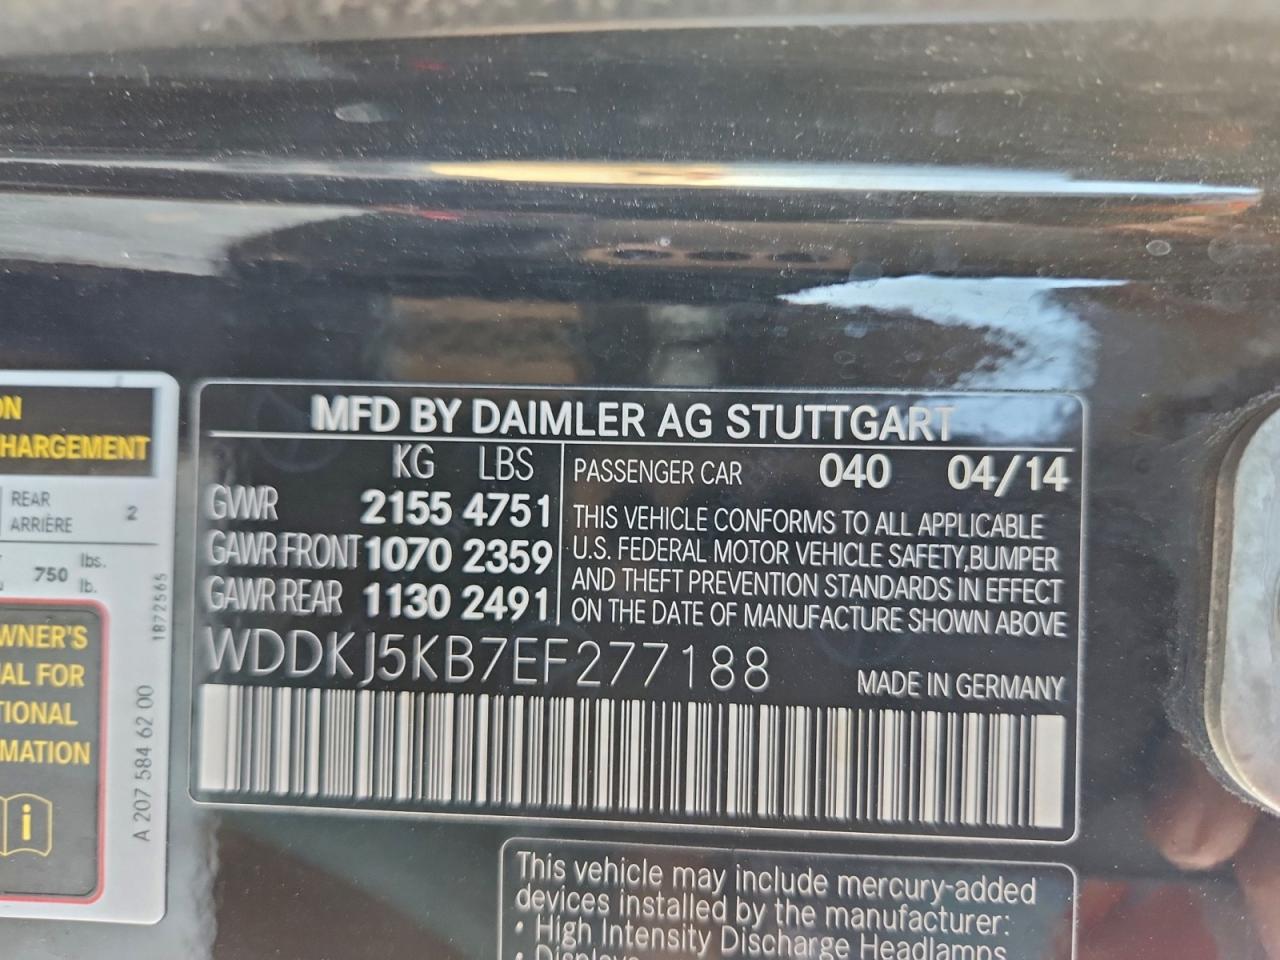 ON
HARGEMENT
REAR
ARRIÈRE 2
750 lbs.
lb.
WNER'S
AL FOR
TIONAL
MATION
i
1872565
A 207 584 62 00
MFD BY DAIMLER AG STUTTGART
KG LBS
GVWR 2155 4751
GAWR FRONT 1070 2359
GAWR REAR 1130 2491
PASSENGER CAR 040 04/14
THIS VEHICLE CONFORMS TO ALL APPLICABLE
U.S. FEDERAL MOTOR VEHICLE SAFETY,BUMPER
AND THEFT PREVENTION STANDARDS IN EFFECT
ON THE DATE OF MANUFACTURE SHOWN ABOVE
WDDKJ5KB7EF277188
MADE IN GERMANY
This vehicle may include mercury-added
devices installed by the manufacturer:
• High Intensity Discharge Headlamps
• Displays